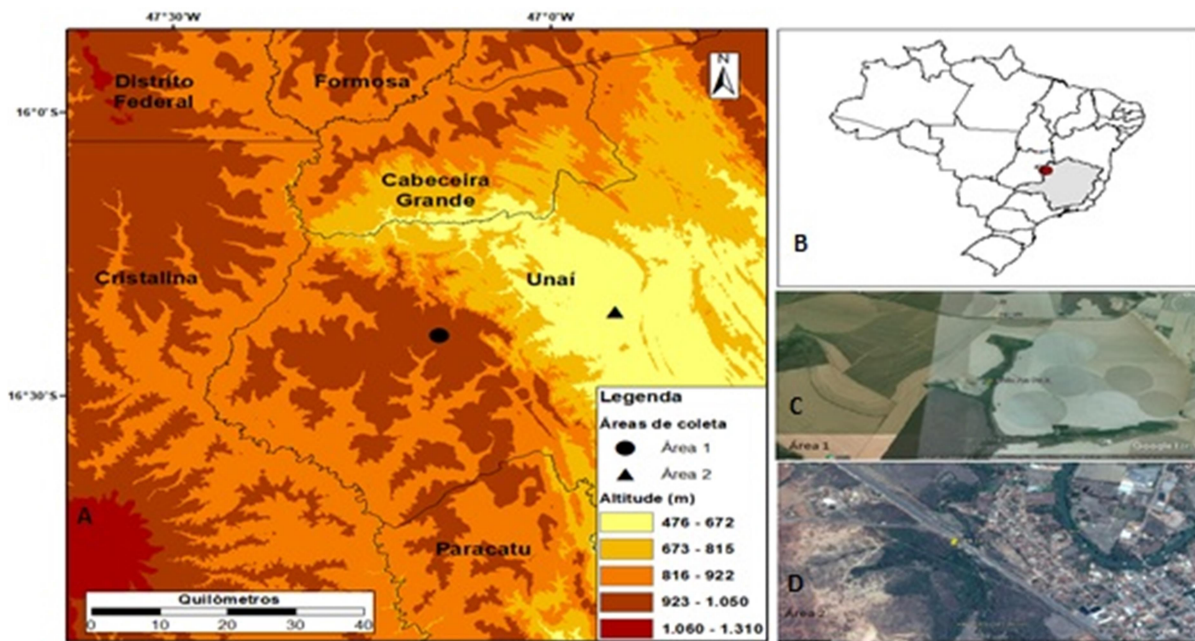 47°30'W
47°0'W
16°0'S
16°30'S
Distrito
Federal
Formosa
N
Cabeceira
Grande
Cristalina
Unaí
Paracatu
A
Quilômetros
0 10 20 30 40
Legenda
Áreas de coleta
Área 1
Área 2
Altitude (m)
476 - 672
673 - 815
816 - 922
923 - 1.050
1.060 - 1.310
B
C
Área 1
D
Área 2